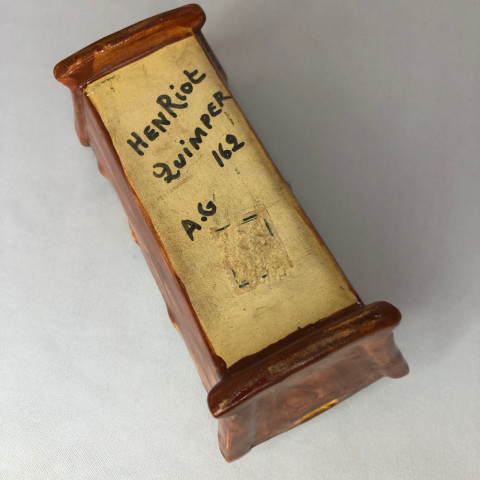 HENRiot
QUiMPER
162
A.G